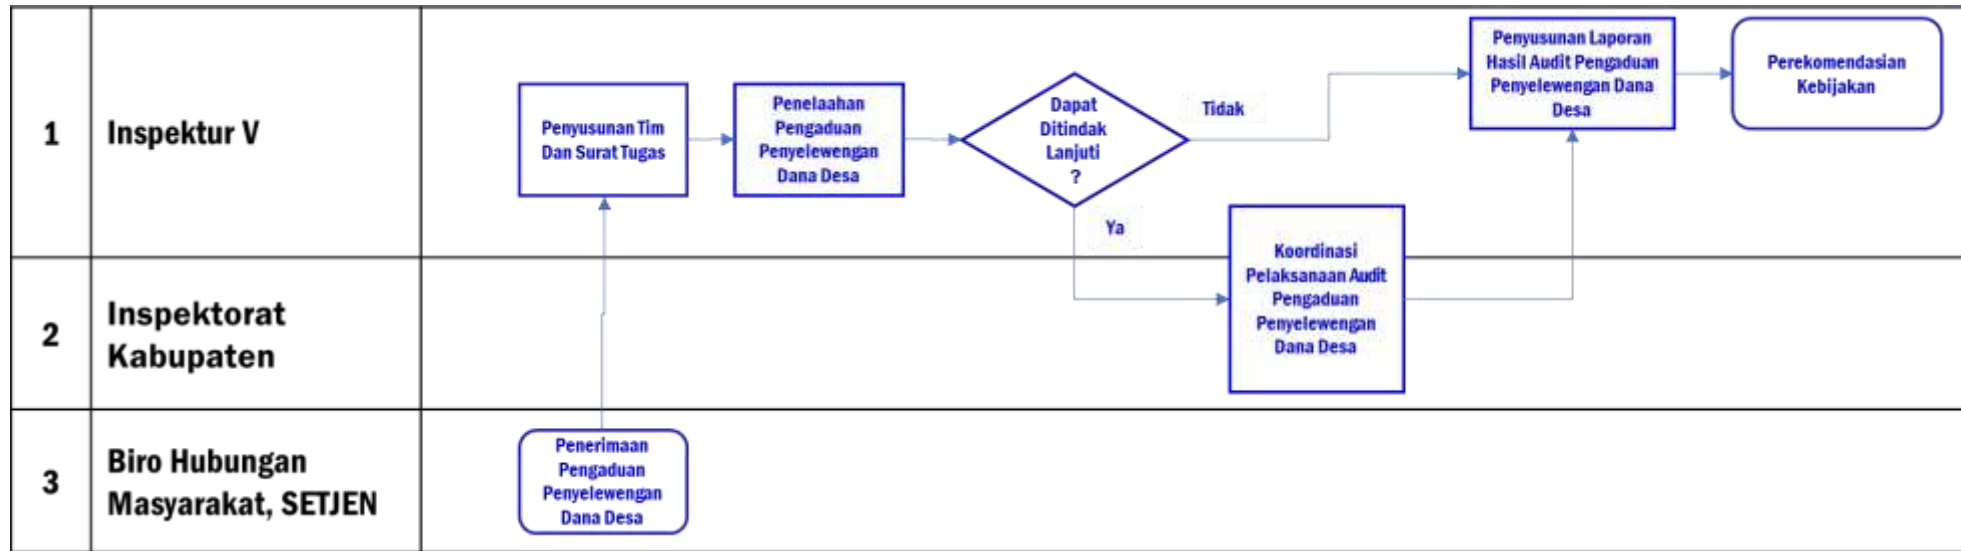 1
Inspektur V
Penyusunan Tim
Dan Surat Tugas
Penelaahan
Pengaduan
Penyelewengan
Dana Desa
Dapat
Ditindak
Lanjuti
?
Tidak
Ya
Penyusunan Laporan
Hasil Audit Pengaduan
Penyelewengan Dana
Desa
Perekomendasian
Kebijakan
2
Inspektorat
Kabupaten
Koordinasi
Pelaksanaan Audit
Pengaduan
Penyelewengan
Dana Desa
3
Biro Hubungan
Masyarakat, SETJEN
Penerimaan
Pengaduan
Penyelewengan
Dana Desa